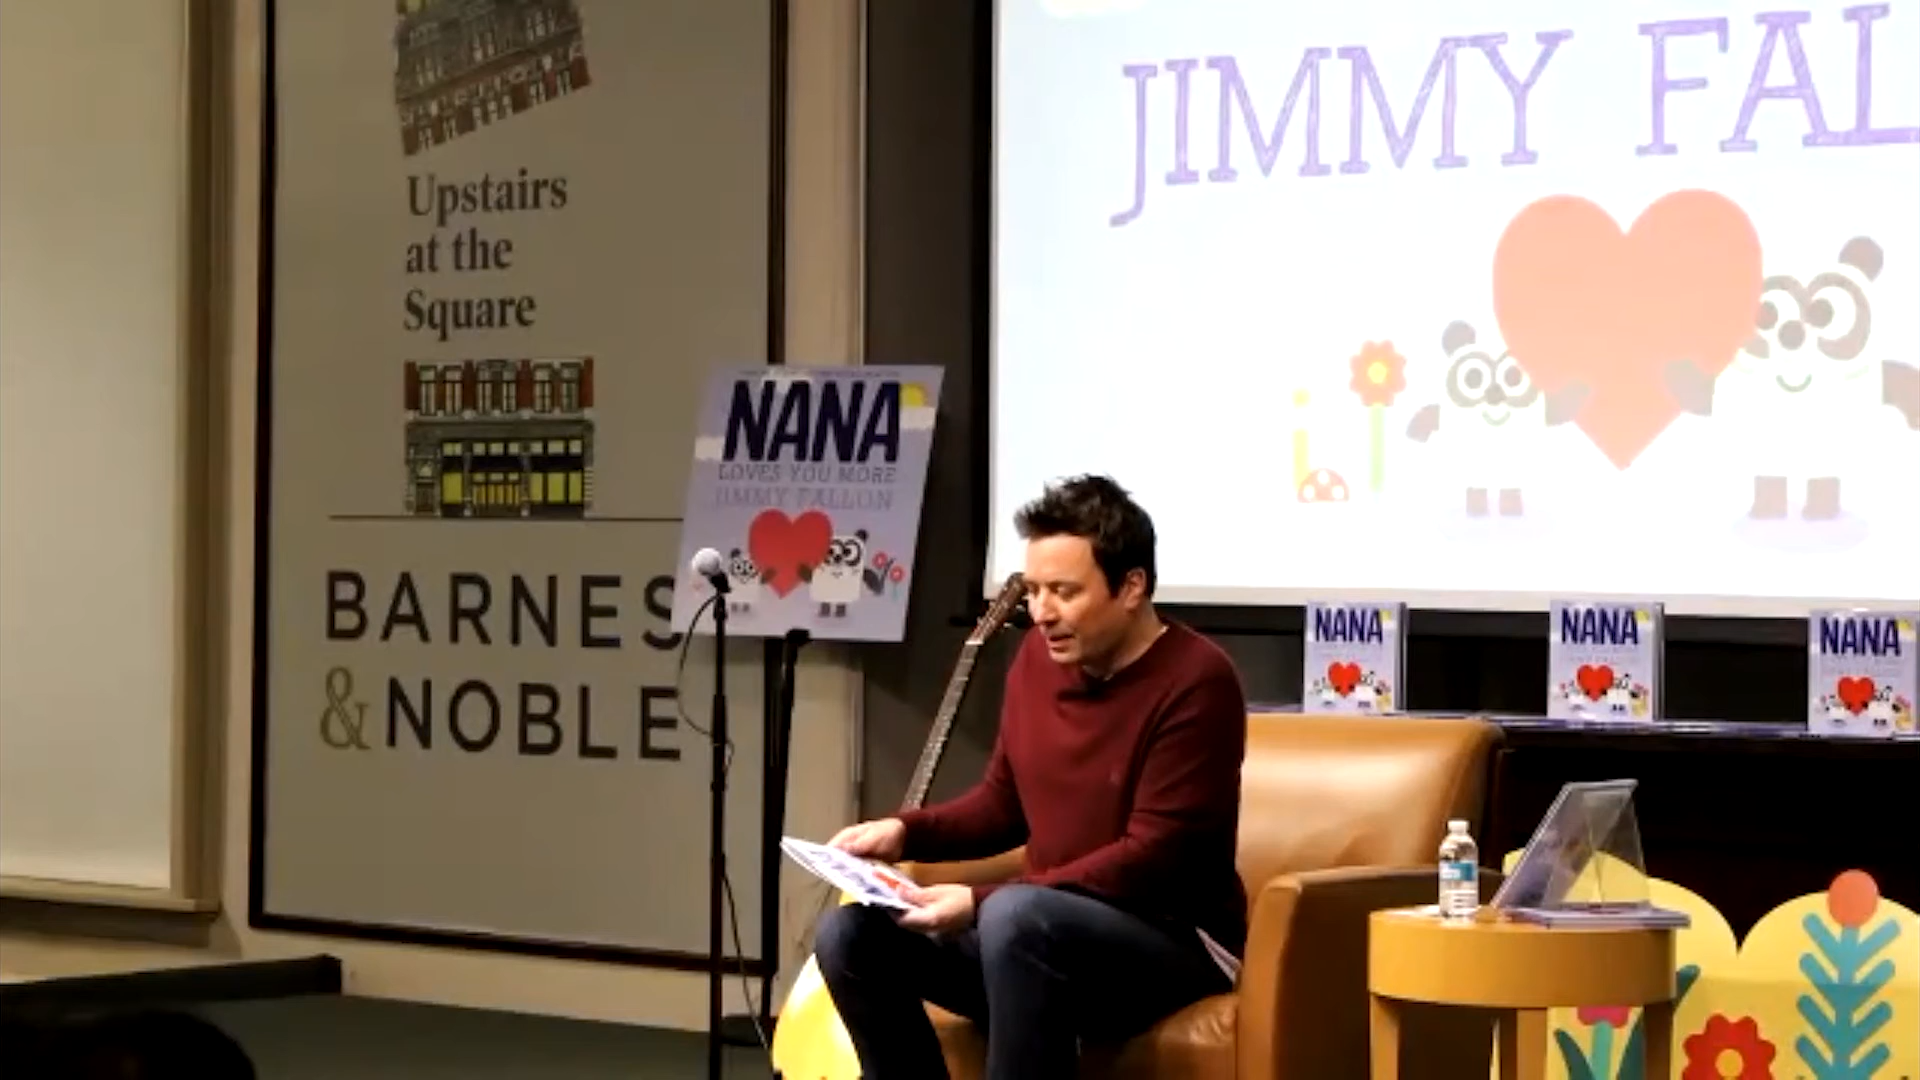 Upstairs
at the
Square
BARNES
&NOBLE
NANA
LOVES YOU MORE
JIMMY FALLON
JIMMY FAL
NANA
NANA
NANA